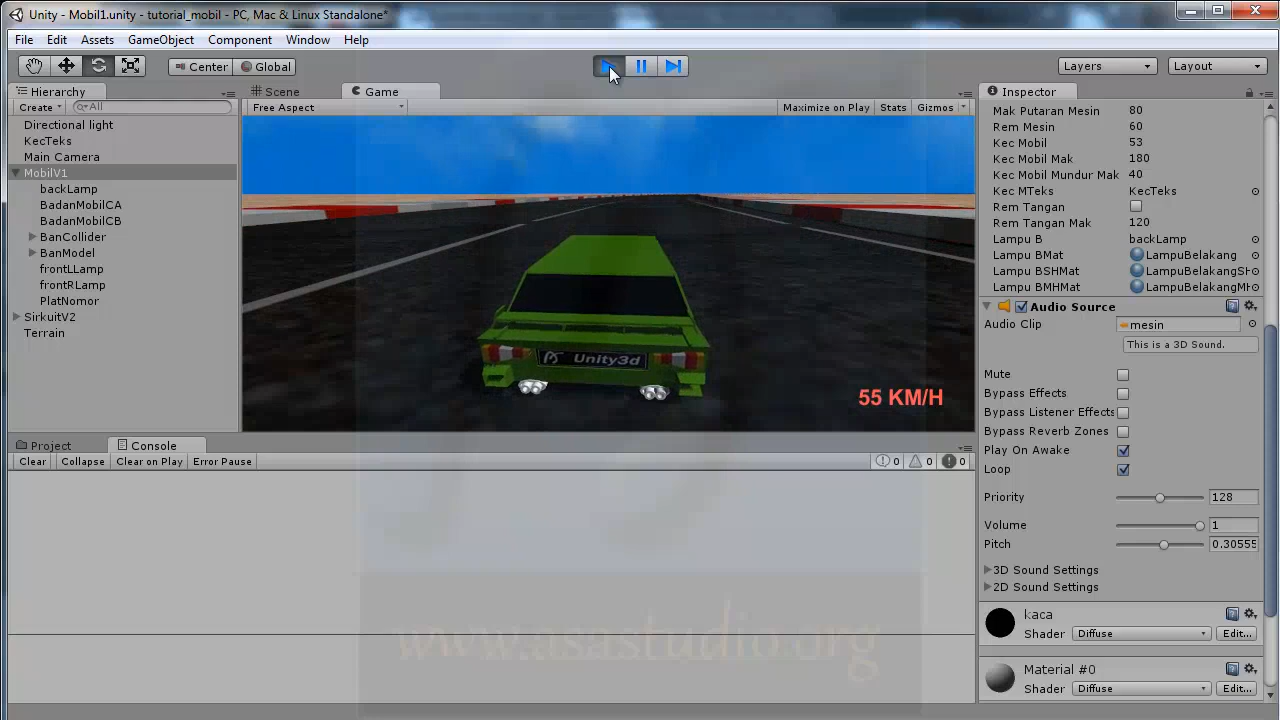 Unity - Mobil1.unity - tutorial_mobil - PC, Mac & Linux Standalone*
File Edit Assets GameObject Component Window Help
Center Global Layers Layout
Hierarchy
Create All
Directional light
KecTeks
Main Camera
MobilV1
backLamp
BadanMobilCA
BadanMobilCB
BanCollider
BanModel
frontLLamp
frontRLamp
PlatNomor
SirkuitV2
Terrain
Scene Game
Free Aspect Maximize on Play Stats Gizmos
Unity3d
55 KM/H
Project Console
Clear Collapse Clear on Play Error Pause 0 0 0
www.asastudio.org
Inspector
Mak Putaran Mesin 80
Rem Mesin 60
Kec Mobil 53
Kec Mobil Mak 180
Kec Mobil Mundur Mak 40
Kec MTeks KecTeks
Rem Tangan
Rem Tangan Mak 120
Lampu B backLamp
Lampu BMat LampuBelakang
Lampu BSHMat LampuBelakangSH
Lampu BMHMat LampuBelakangMH
Audio Source
Audio Clip mesin
This is a 3D Sound.
Mute
Bypass Effects
Bypass Listener Effects
Bypass Reverb Zones
Play On Awake
Loop
Priority 128
Volume 1
Pitch 0.30555
3D Sound Settings
2D Sound Settings
kaca
Shader Diffuse Edit...
Material #0
Shader Diffuse Edit...